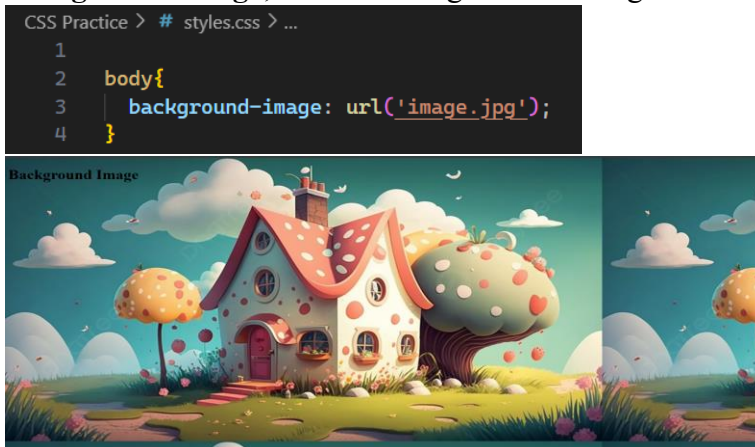 CSS Practice > # styles.css > ...
1
2 body{
3 background-image: url('image.jpg');
4 }
Background Image